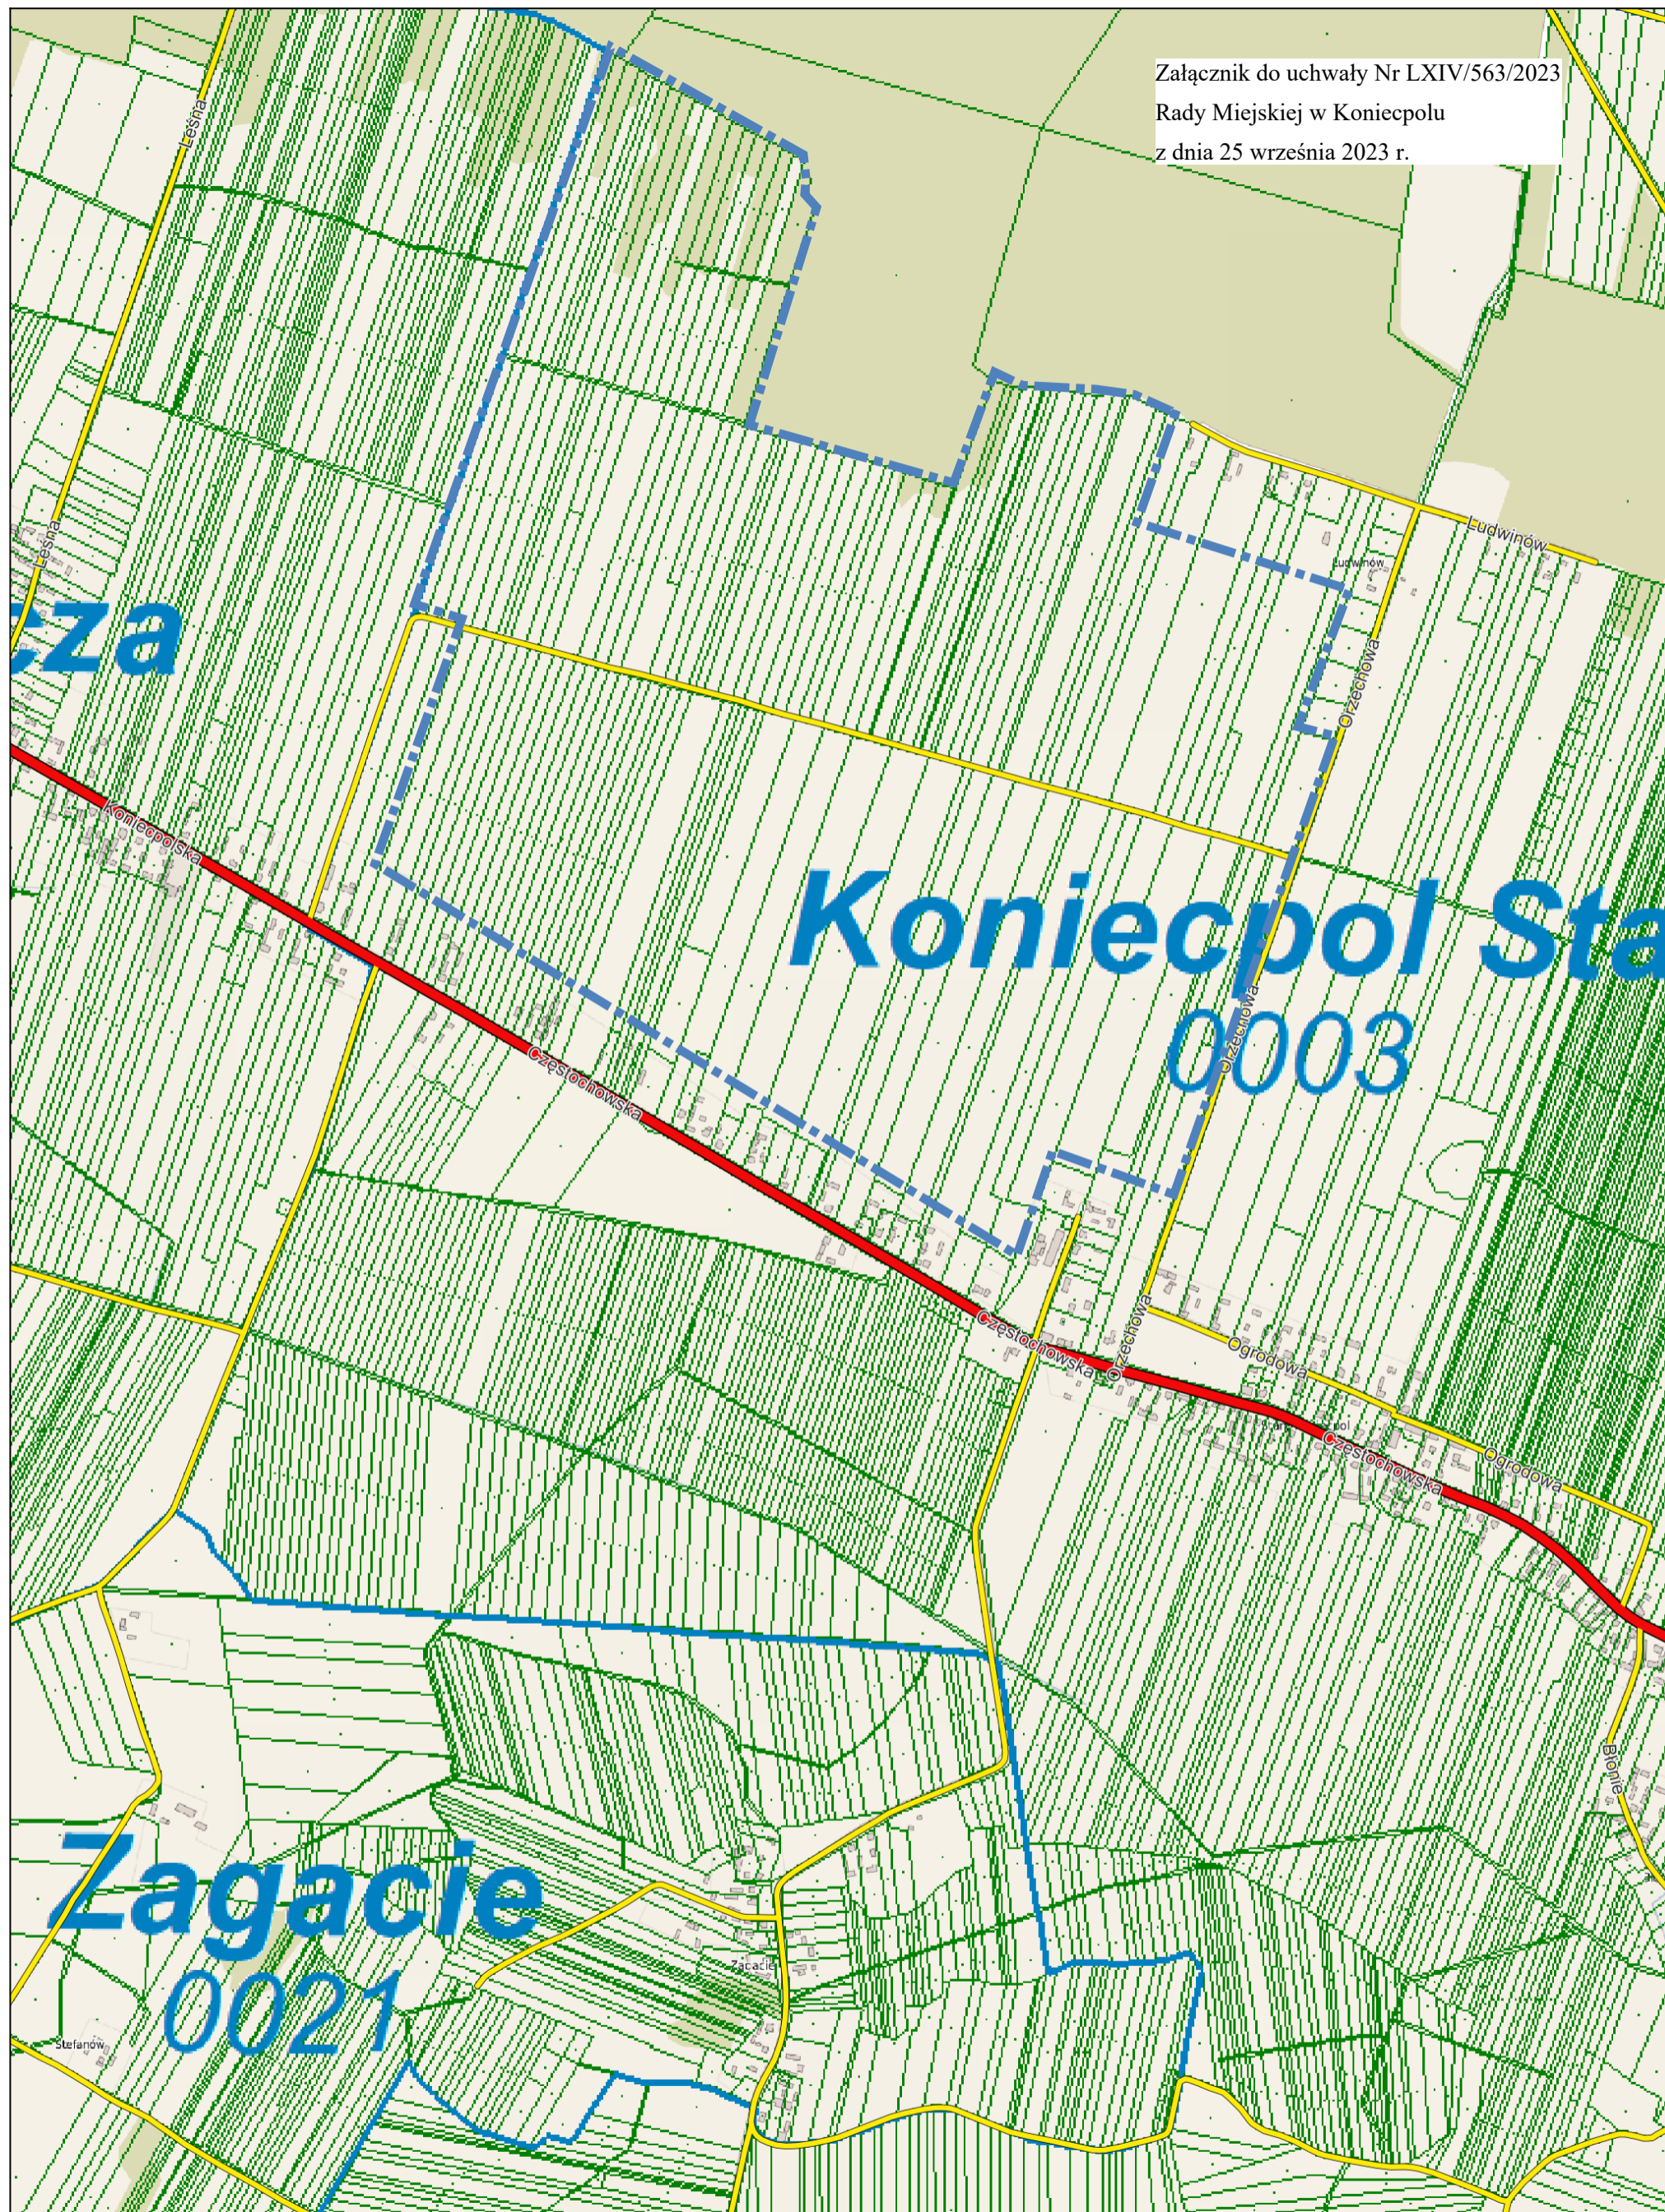 Załącznik do uchwały Nr LXIV/563/2023
Rady Miejskiej w Koniecpolu
z dnia 25 września 2023 r.
Leśna
Ludwinów
Leśna
Ludwinów
cza
Orzechowa
Koniecpolska
Koniecpol Sta
0003
Orzechowa
Częstochowska
Orzechowa
Częstochowska
Ogrodowa
pol
Częstochowska
Ogrodowa
Błonie
Zagacie
0021
Zagacie
Stefanów